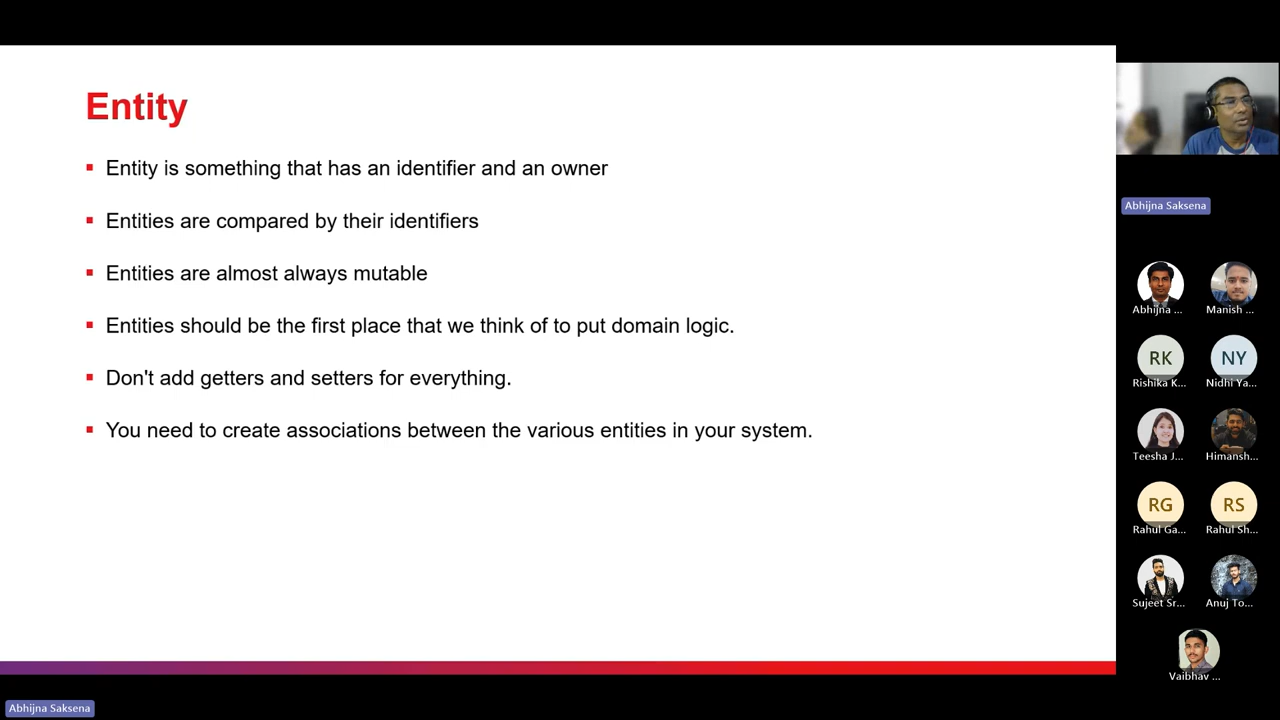 Entity
Entity is something that has an identifier and an owner
Entities are compared by their identifiers
Entities are almost always mutable
Entities should be the first place that we think of to put domain logic.
Don't add getters and setters for everything.
You need to create associations between the various entities in your system.
Abhijna Saksena
Abhijna ...
Manish ...
RK
NY
Rishika K...
Nidhi Ya...
Teesha J...
Himansh...
RG
RS
Rahul Ga...
Rahul Sh...
Sujeet Sr...
Anuj To...
Vaibhav ...
Abhijna Saksena